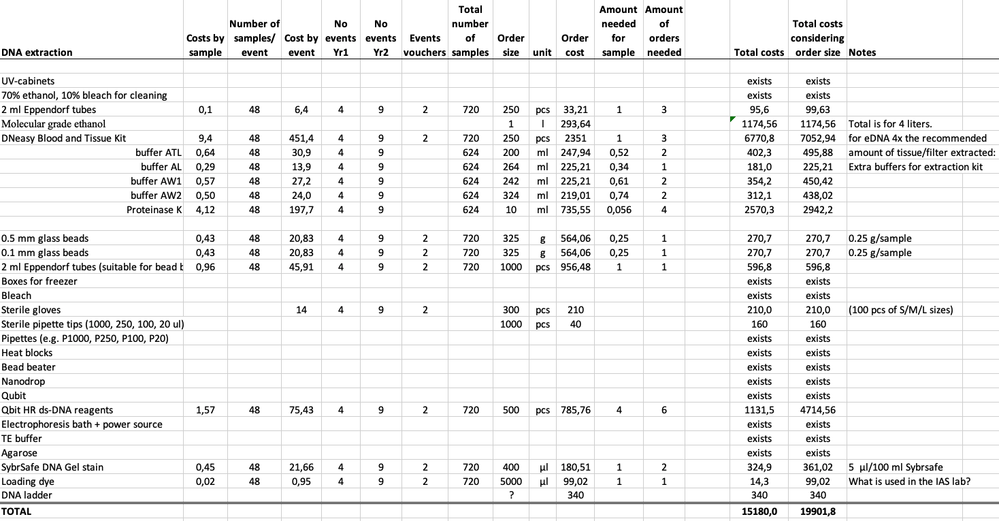 DNA extraction Costs by sample Number of samples/ event Cost by event No events Yr1 No events Yr2 Events vouchers Total number of samples Order size unit Order cost Amount needed for sample Amount of orders needed Total costs Total costs considering order size Notes
UV-cabinets exists exists
70% ethanol, 10% bleach for cleaning exists exists
2 ml Eppendorf tubes 0,1 48 6,4 4 9 2 720 250 pcs 33,21 1 3 95,6 99,63
Molecular grade ethanol 1 l 293,64 1174,56 1174,56 Total is for 4 liters.
DNeasy Blood and Tissue Kit 9,4 48 451,4 4 9 2 720 250 pcs 2351 1 3 6770,8 7052,94 for eDNA 4x the recommended
buffer ATL 0,64 48 30,9 4 9 624 200 ml 247,94 0,52 2 402,3 495,88 amount of tissue/filter extracted:
buffer AL 0,29 48 13,9 4 9 624 264 ml 225,21 0,34 1 181,0 225,21 Extra buffers for extraction kit
buffer AW1 0,57 48 27,2 4 9 624 242 ml 225,21 0,61 2 354,2 450,42
buffer AW2 0,50 48 24,0 4 9 624 324 ml 219,01 0,74 2 312,1 438,02
Proteinase K 4,12 48 197,7 4 9 624 10 ml 735,55 0,056 4 2570,3 2942,2
0.5 mm glass beads 0,43 48 20,83 4 9 2 720 325 g 564,06 0,25 1 270,7 270,7 0.25 g/sample
0.1 mm glass beads 0,43 48 20,83 4 9 2 720 325 g 564,06 0,25 1 270,7 270,7 0.25 g/sample
2 ml Eppendorf tubes (suitable for bead b 0,96 48 45,91 4 9 2 720 1000 pcs 956,48 1 1 596,8 596,8
Boxes for freezer exists exists
Bleach exists exists
Sterile gloves 14 4 9 2 300 pcs 210 210,0 210,0 (100 pcs of S/M/L sizes)
Sterile pipette tips (1000, 250, 100, 20 ul) 1000 pcs 40 160 160
Pipettes (e.g. P1000, P250, P100, P20) exists exists
Heat blocks exists exists
Bead beater exists exists
Nanodrop exists exists
Qubit exists exists
Qbit HR ds-DNA reagents 1,57 48 75,43 4 9 2 720 500 pcs 785,76 4 6 1131,5 4714,56
Electrophoresis bath + power source exists exists
TE buffer exists exists
Agarose exists exists
SybrSafe DNA Gel stain 0,45 48 21,66 4 9 2 720 400 µl 180,51 1 2 324,9 361,02 5 µl/100 ml Sybrsafe
Loading dye 0,02 48 0,95 4 9 2 720 5000 µl 99,02 1 1 14,3 99,02 What is used in the IAS lab?
DNA ladder ? 340 340 340
TOTAL 15180,0 19901,8